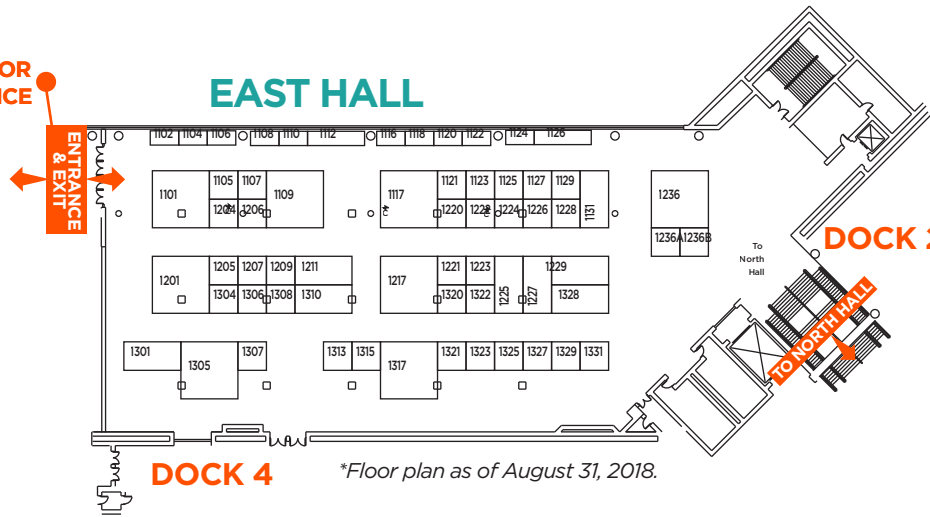 OR
NCE
EAST HALL
ENTRANCE
& EXIT
1102 1104 1106 1108 1110 1112 1116 1118 1120 1122 1124 1126
1101 1105 1107 1109 1117 1121 1123 1125 1127 1129 1131 1236
1204 1206 1220 1222 1224 1226 1228
1236A 1236B
To
North
Hall
DOCK 2
1201 1205 1207 1209 1211 1217 1221 1223 1225 1227 1229
1304 1306 1308 1310 1320 1322 1328
TO NORTH HALL
1301 1305 1307 1313 1315 1317 1321 1323 1325 1327 1329 1331
DOCK 4
*Floor plan as of August 31, 2018.